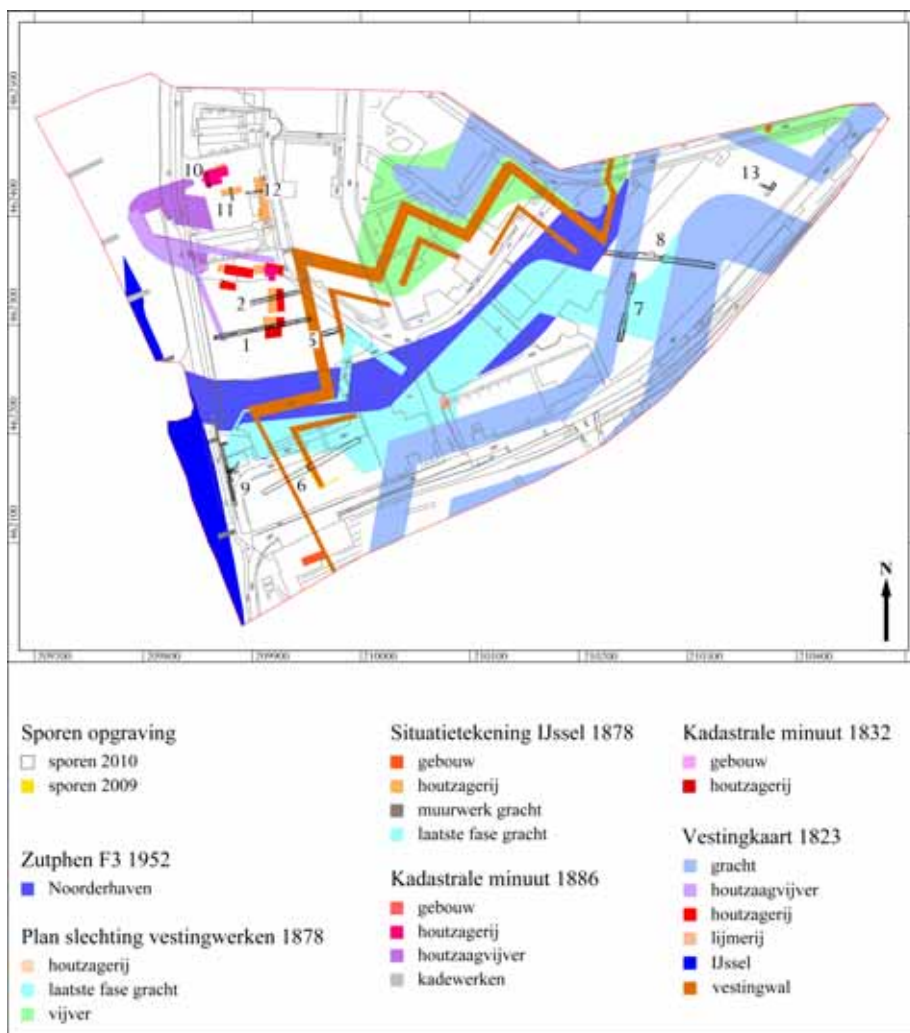 10
12
11
13
8
2
7
1
5
9
6
N
209900
210000
Sporen opgraving
sporen 2010
sporen 2009
Zutphen F3 1952
Noorderhaven
Plan slechting vestingwerken 1878
houtzagerij
laatste fase gracht
vijver
Situatietekening IJssel 1878
gebouw
houtzagerij
muurwerk gracht
laatste fase gracht
Kadastrale minuut 1886
gebouw
houtzagerij
houtzaagvijver
kadewerken
Kadastrale minuut 1832
gebouw
houtzagerij
Vestingkaart 1823
gracht
houtzaagvijver
houtzagerij
lijmerij
IJssel
vestingwal